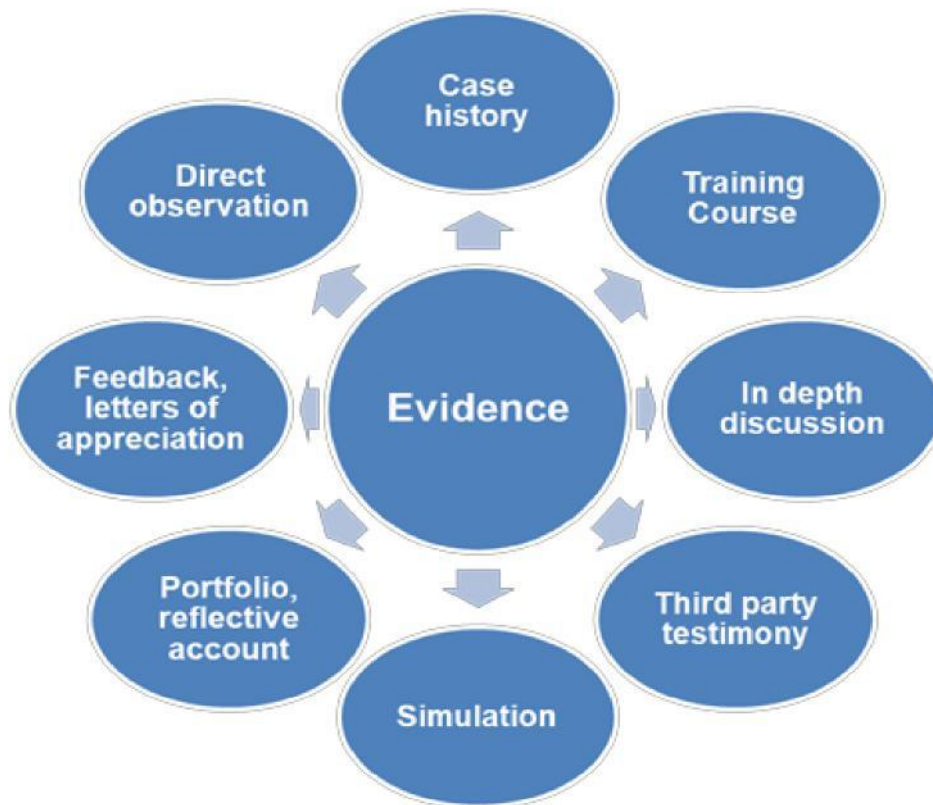 Case
history
Training
Course
In depth
discussion
Third party
testimony
Simulation
Portfolio,
reflective
account
Feedback,
letters of
appreciation
Direct
observation
Evidence